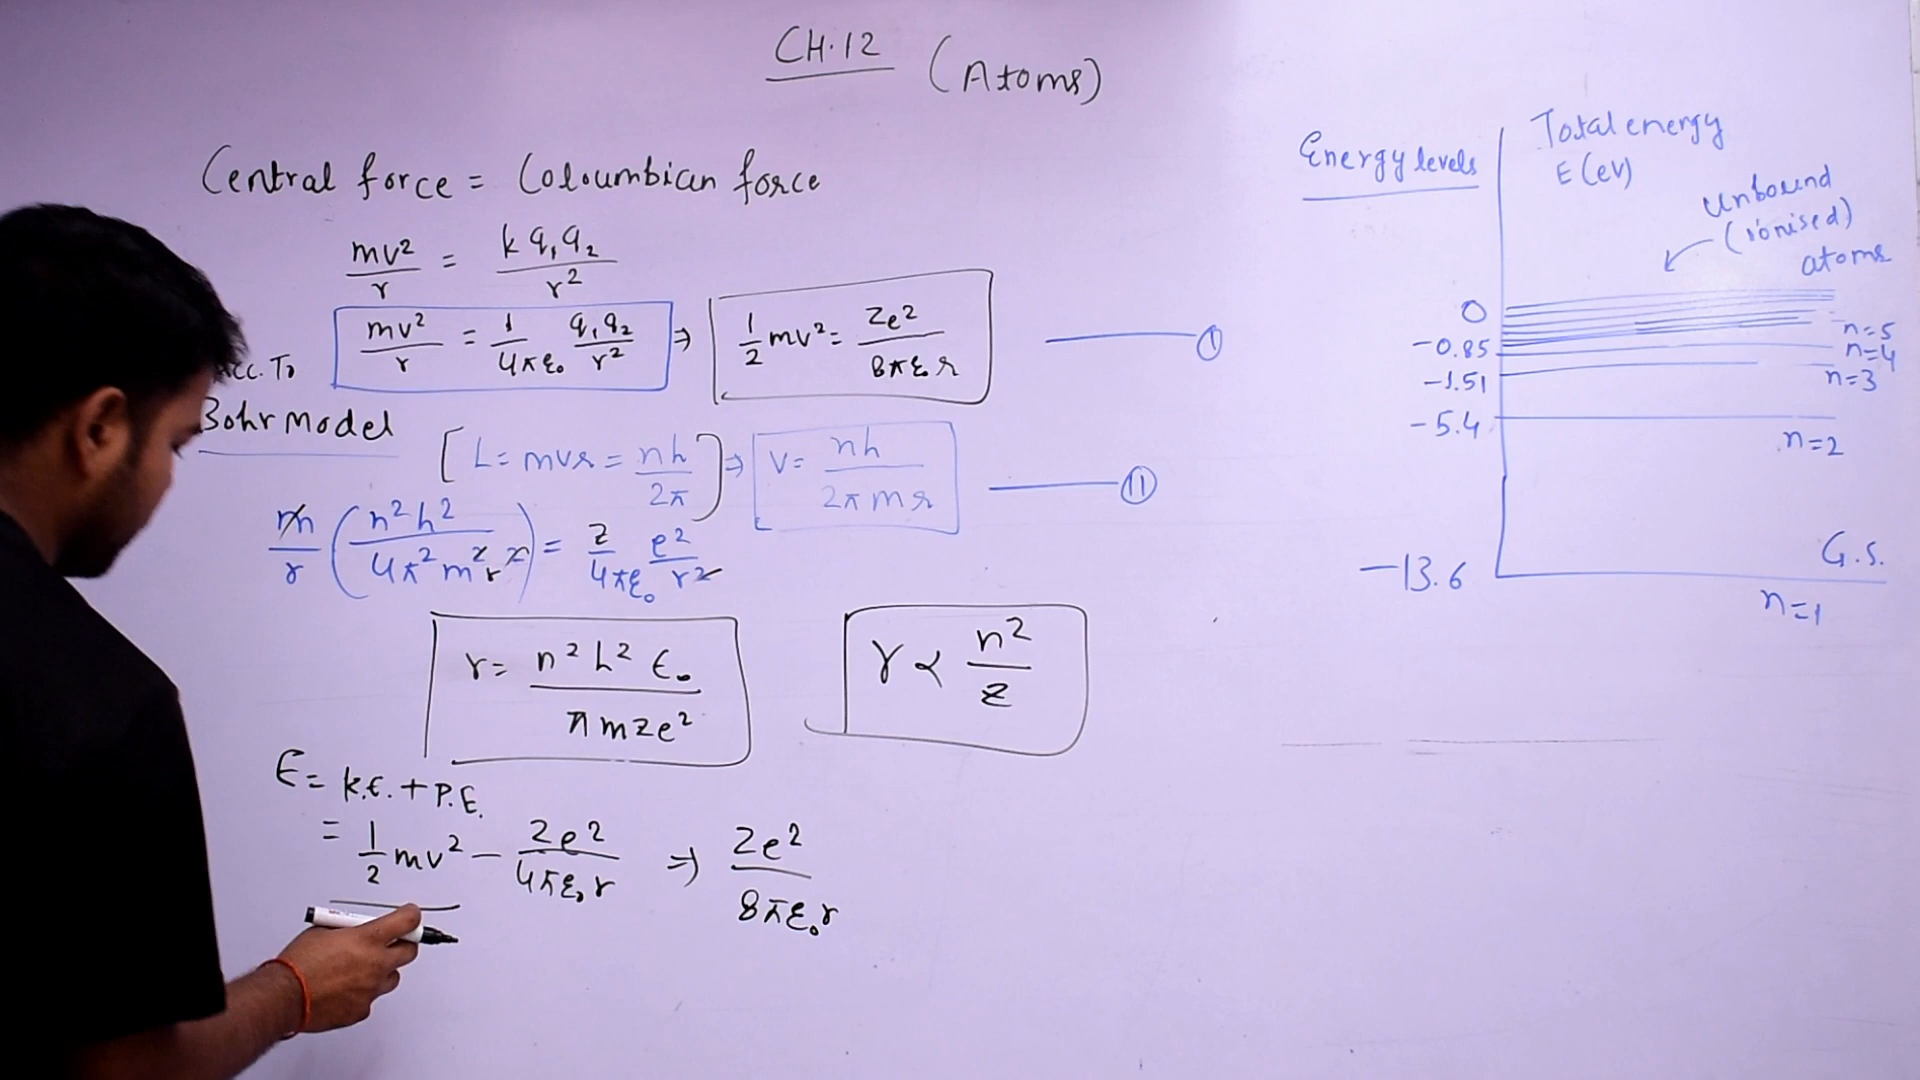 CH.12 (Atoms)
Central force = Coloumbian force
mv²/r = k q₁q₂/r²
mv²/r = 1/4πε₀ q₁q₂/r² ⇒ 1/2 mv² = Ze²/8πε₀r —— (I)
Acc. To
Bohr Model
[L = mvr = nh/2π] ⇒ V = nh/2πmr —— (II)
m/r (n²h²/4π²m²r²) = z/4πε₀ e²/r²
r = n²h²ε₀/πmze²
r ∝ n²/z
E = K.E. + P.E.
= 1/2 mv² − Ze²/4πε₀r ⇒ Ze²/8πε₀r
Energy levels
Total energy
E (ev)
Unbound
(ionised)
atoms
0
n=5
-0.85 n=4
-1.51 n=3
-5.4 n=2
-13.6 G.S.
n=1